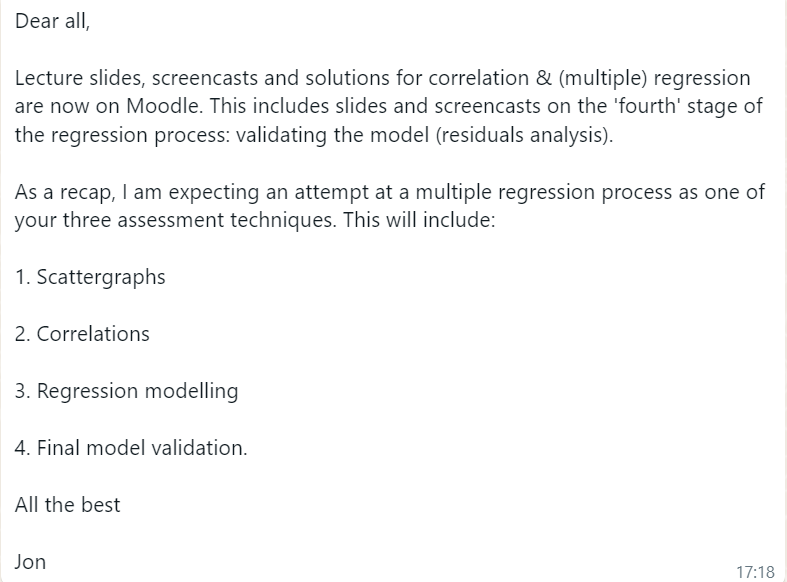 Dear all,
Lecture slides, screencasts and solutions for correlation & (multiple) regression
are now on Moodle. This includes slides and screencasts on the 'fourth' stage of
the regression process: validating the model (residuals analysis).
As a recap, I am expecting an attempt at a multiple regression process as one of
your three assessment techniques. This will include:
1. Scattergraphs
2. Correlations
3. Regression modelling
4. Final model validation.
All the best
Jon
17:18